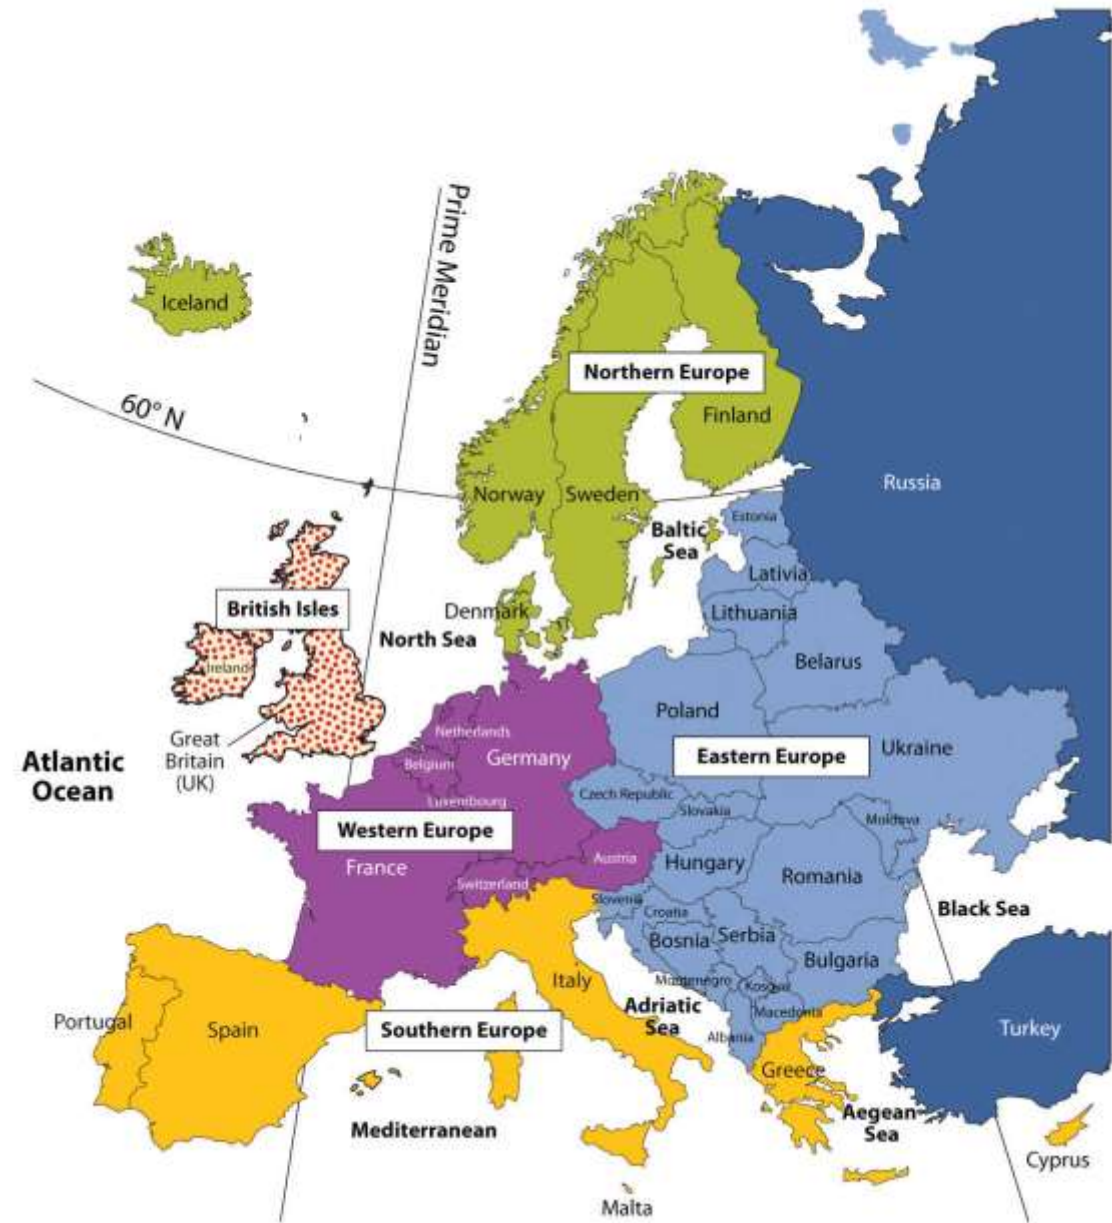 Prime Meridian
Iceland
60° N
Northern Europe
Finland
Russia
Norway
Sweden
Estonia
Baltic
Sea
Lativia
Denmark
British Isles
Lithuania
North Sea
Ireland
Belarus
Poland
Netherlands
Great
Britain
(UK)
Germany
Ukraine
Eastern Europe
Belgium
Atlantic
Ocean
Czech Republic
Luxembourg
Slovakia
Moldova
Western Europe
France
Austria
Hungary
Romania
Switzerland
Slovenia
Croatia
Black Sea
Bosnia
Serbia
Bulgaria
Italy
Montenegro
Kosovo
Adriatic
Sea
Macedonia
Portugal
Spain
Southern Europe
Turkey
Albania
Greece
Aegean
Sea
Mediterranean
Cyprus
Malta